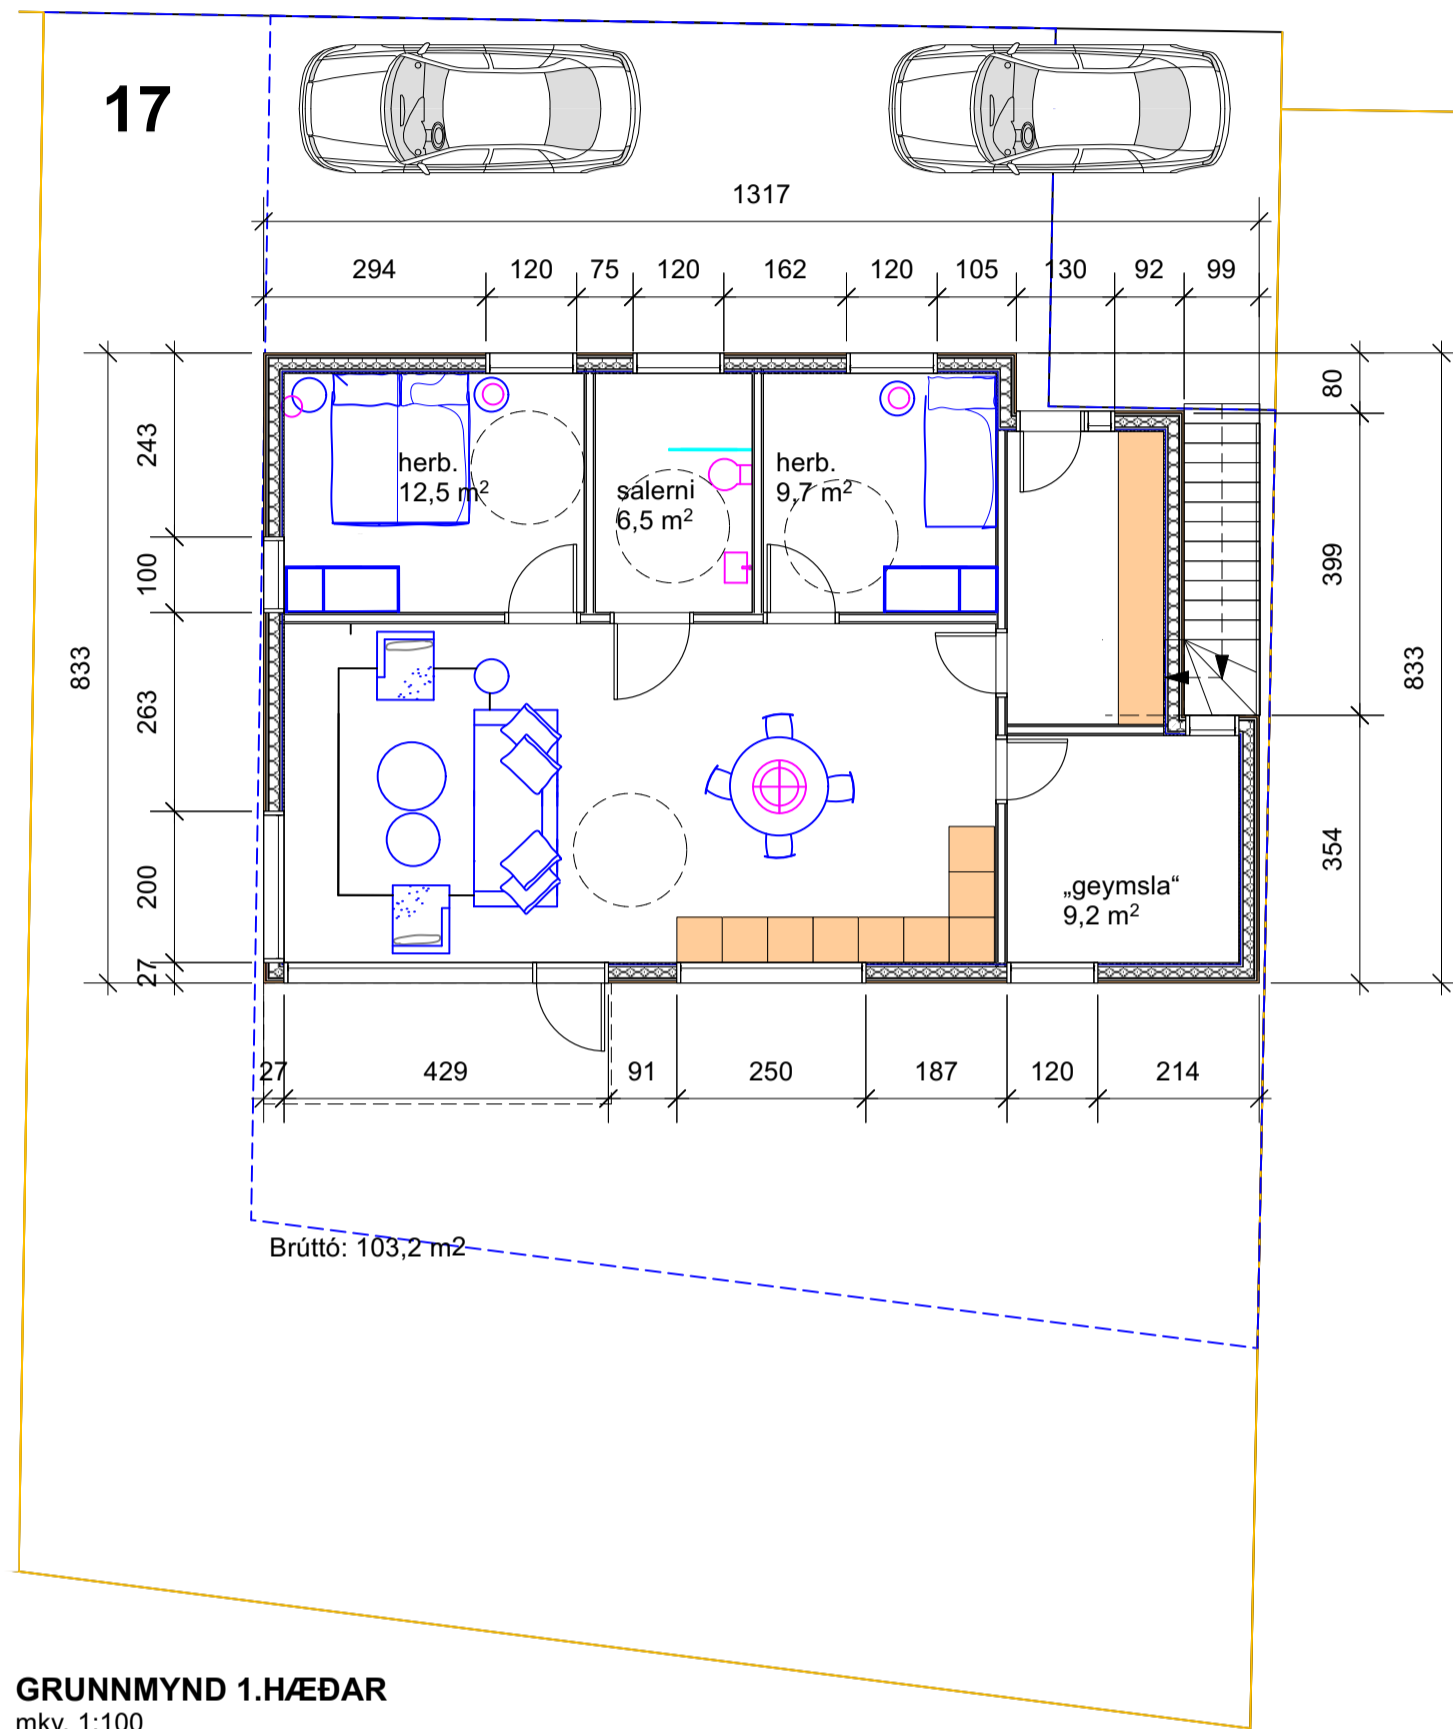 17
1317
294 120 75 120 162 120 105 130 92 99
80
243
herb.
12,5 m²
salerni
6,5 m²
herb.
9,7 m²
100
399
833
833
263
354
200
„geymsla“
9,2 m²
27
27 429 91 250 187 120 214
Brúttó: 103,2 m2
GRUNNMYND 1.HÆÐAR
mkv. 1:100